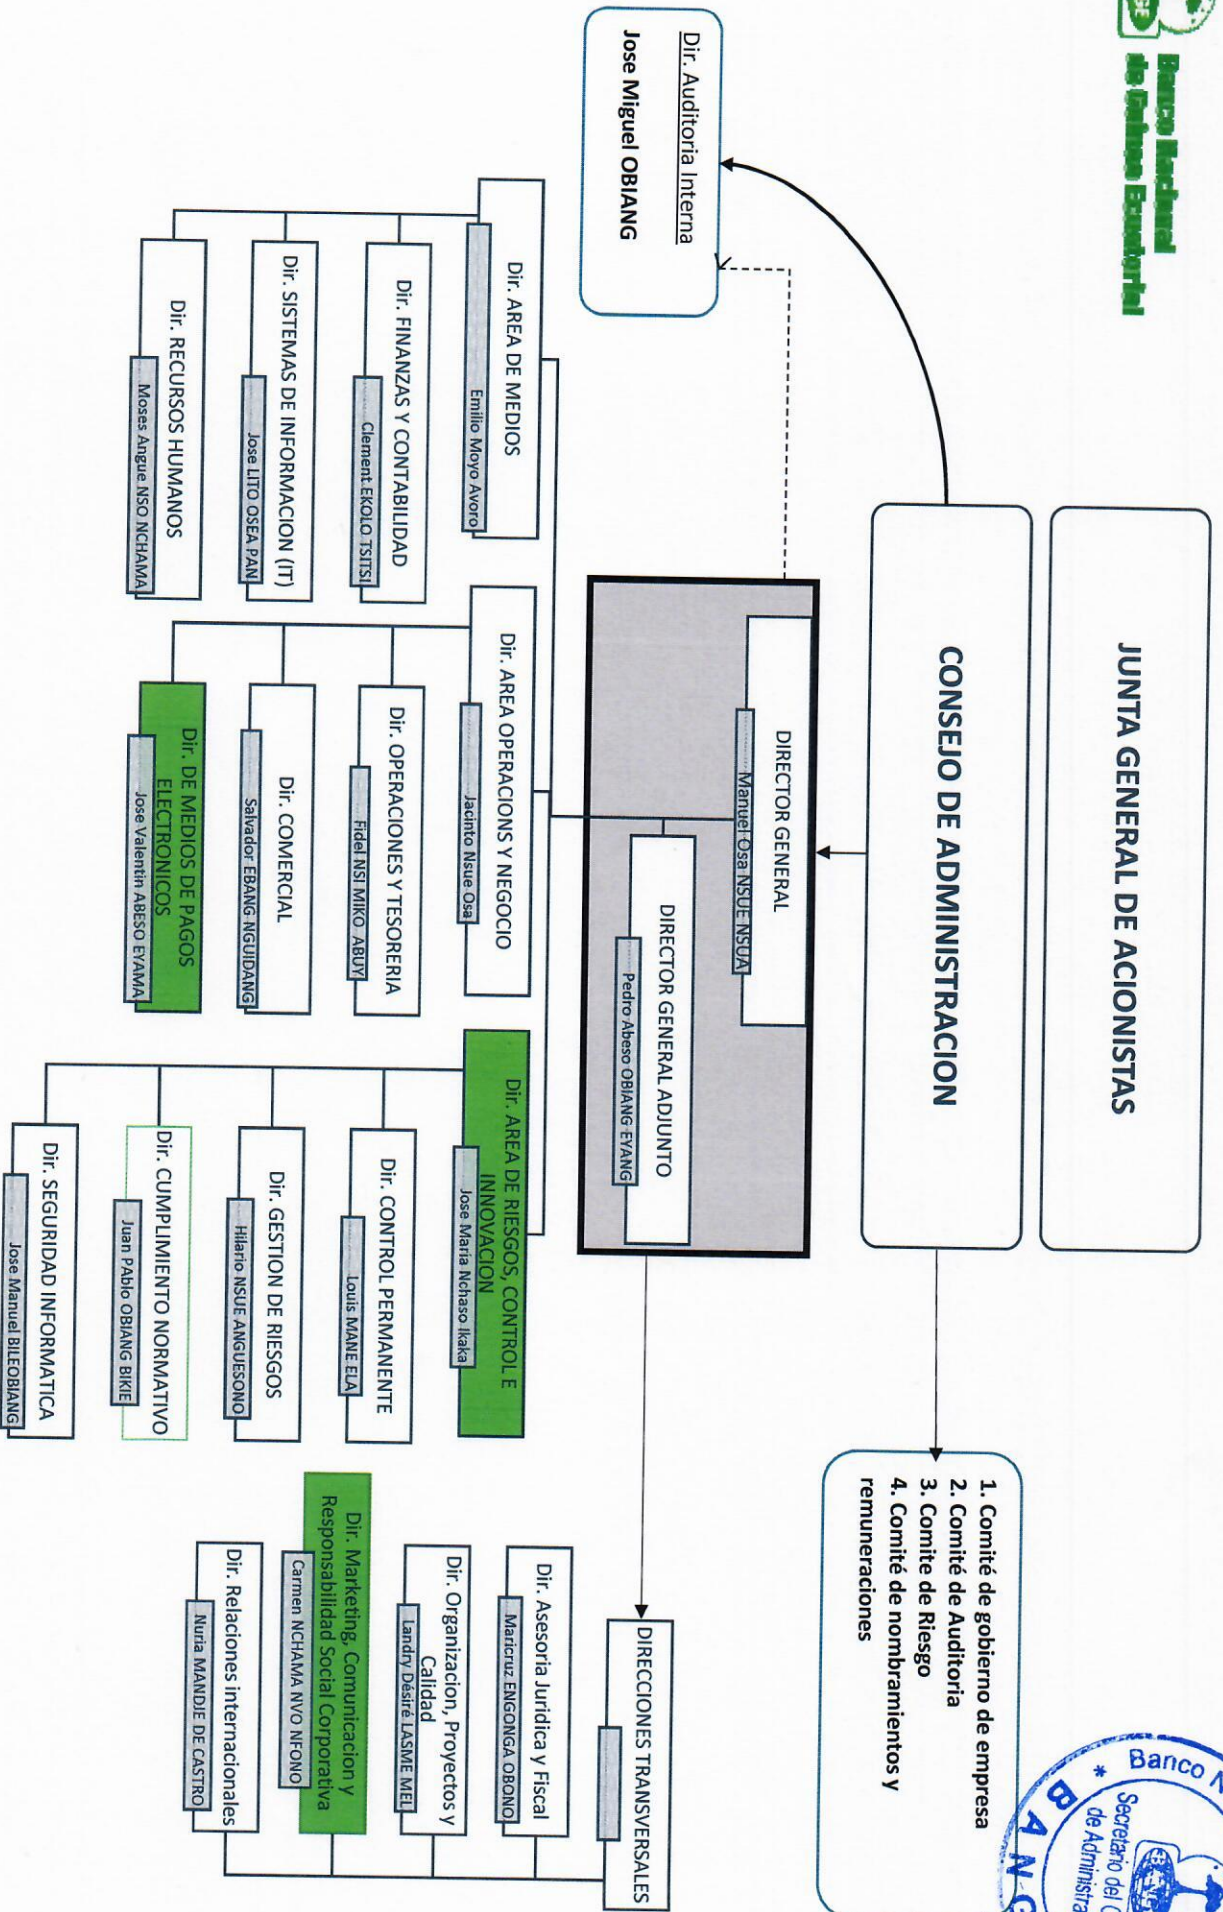 Banco Nacional
de Guinea Ecuatorial
JUNTA GENERAL DE ACIONISTAS
CONSEJO DE ADMINISTRACION
1. Comité de gobierno de empresa
2. Comité de Auditoria
3. Comite de Riesgo
4. Comité de nombramientos y
remuneraciones
Dir. Auditoria Interna
Jose Miguel OBIANG
DIRECTOR GENERAL
Manuel Osa NSUE NSUA
DIRECTOR GENERAL ADJUNTO
Pedro Abeso OBIANG EYANG
Dir. AREA DE MEDIOS
Emilio Moyo Avoro
Dir. FINANZAS Y CONTABILIDAD
Clement EKOLO TSITSI
Dir. SISTEMAS DE INFORMACION (IT)
Jose LITO OSEA PAN
Dir. RECURSOS HUMANOS
Moses Angue NSO NCHAMA
Dir. AREA OPERACIONS Y NEGOCIO
Jacinto Nsue Osa
Dir. OPERACIONES Y TESORERIA
Fidel NSI MIKO ABUY
Dir. COMERCIAL
Salvador EBANG NGUIDANG
Dir. DE MEDIOS DE PAGOS
ELECTRONICOS
Jose Valentin ABESO EYAMA
Dir. AREA DE RIESGOS, CONTROL E
INNOVACION
Jose María Nchaso Ikaka
Dir. CONTROL PERMANENTE
Louis MANE ELA
Dir. GESTION DE RIESGOS
Hilario NSUE ANGUESONO
Dir. CUMPLIMIENTO NORMATIVO
Juan PAblo OBIANG BIKIE
Dir. SEGURIDAD INFORMATICA
Jose Manuel BILEOBIANG
DIRECCIONES TRANSVERSALES
Dir. Asesoria Juridica y Fiscal
Maricruz ENGONGA OBONO
Dir. Organizacion, Proyectos y
Calidad
Landry Désiré LASME MEL
Dir. Marketing, Comunicacion y
Responsabilidad Social Corporativa
Carmen NCHAMA NVO NFONO
Dir. Relaciones internacionales
Nuria MANDJE DE CASTRO
* Banco N
Secretario del C
de Administra
BANG